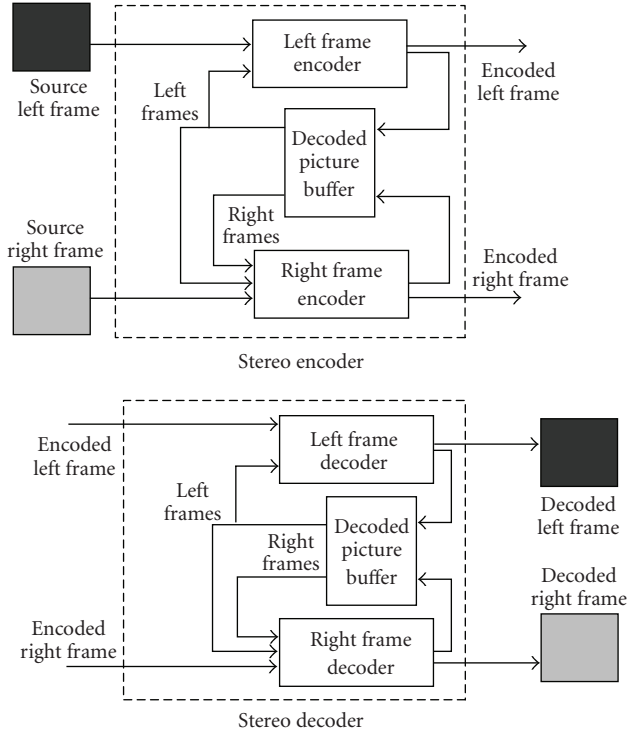 Source
left frame
Left frame
encoder
Encoded
left frame
Left
frames
Decoded
picture
buffer
Source
right frame
Right
frames
Right frame
encoder
Encoded
right frame
Stereo encoder
Encoded
left frame
Left frame
decoder
Decoded
left frame
Left
frames
Right
frames
Decoded
picture
buffer
Encoded
right frame
Right frame
decoder
Decoded
right frame
Stereo decoder